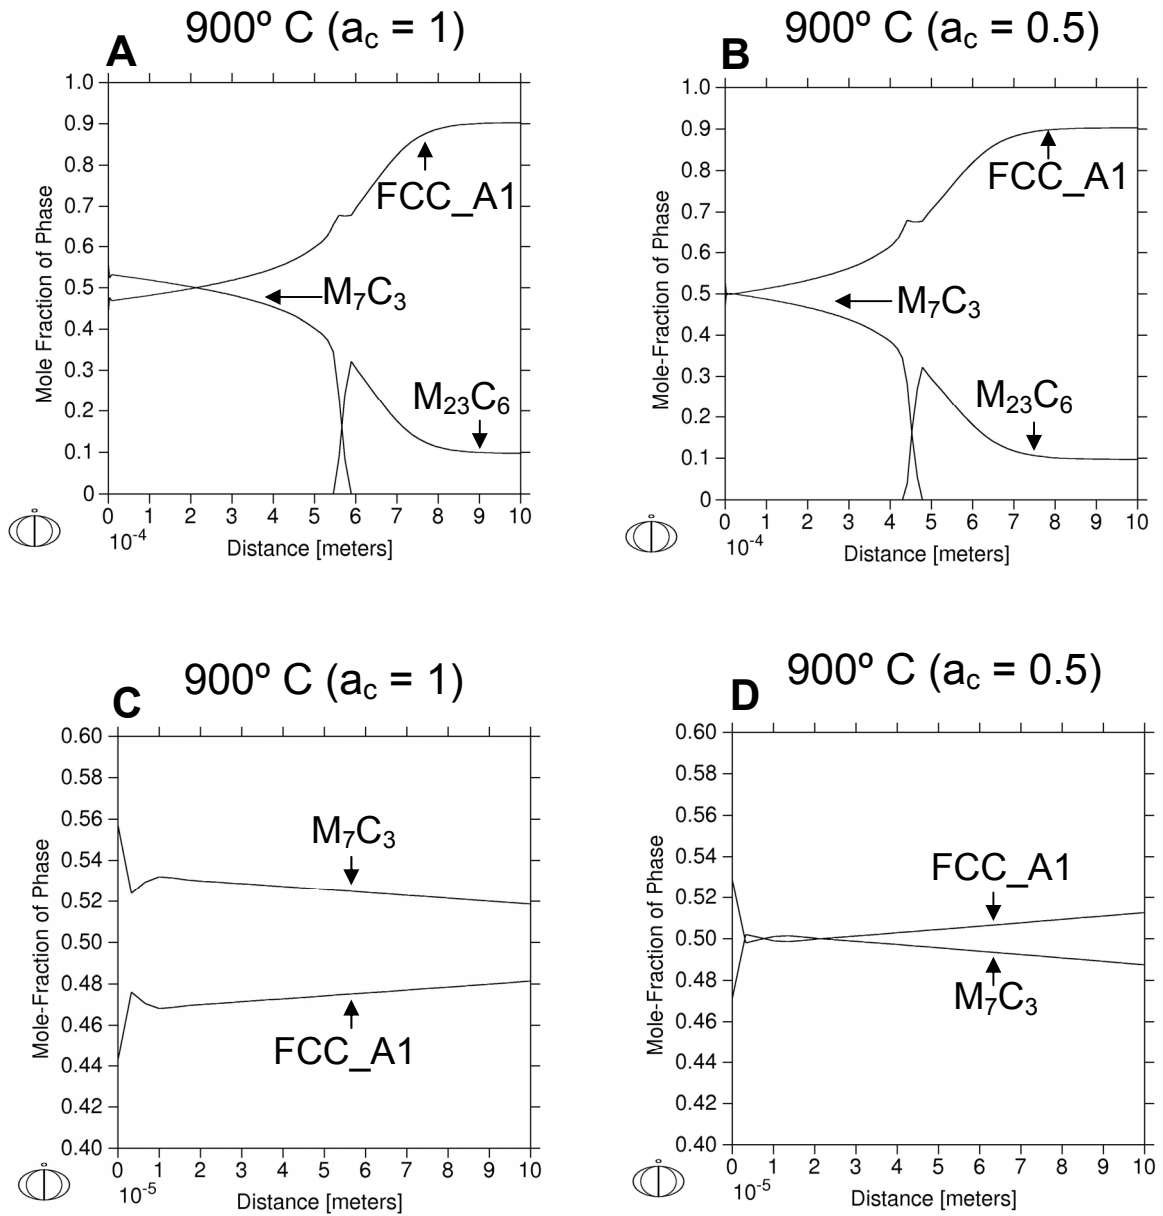 A 900º C (a_c = 1)
1.0
0.9
0.8
0.7
0.6
0.5
0.4
0.3
0.2
0.1
0
Mole Fraction of Phase
FCC_A1
M₇C₃
M₂₃C₆
0 1 2 3 4 5 6 7 8 9 10
10⁻⁴
Distance [meters]
B 900º C (a_c = 0.5)
1.0
0.9
0.8
0.7
0.6
0.5
0.4
0.3
0.2
0.1
0
Mole-Fraction of Phase
FCC_A1
M₇C₃
M₂₃C₆
0 1 2 3 4 5 6 7 8 9 10
10⁻⁴
Distance [meters]
C 900º C (a_c = 1)
0.60
0.58
0.56
0.54
0.52
0.50
0.48
0.46
0.44
0.42
0.40
Mole-Fraction of Phase
M₇C₃
FCC_A1
0 1 2 3 4 5 6 7 8 9 10
10⁻⁵
Distance [meters]
D 900º C (a_c = 0.5)
0.60
0.58
0.56
0.54
0.52
0.50
0.48
0.46
0.44
0.42
0.40
Mole-Fraction of Phase
FCC_A1
M₇C₃
0 1 2 3 4 5 6 7 8 9 10
10⁻⁵
Distance [meters]